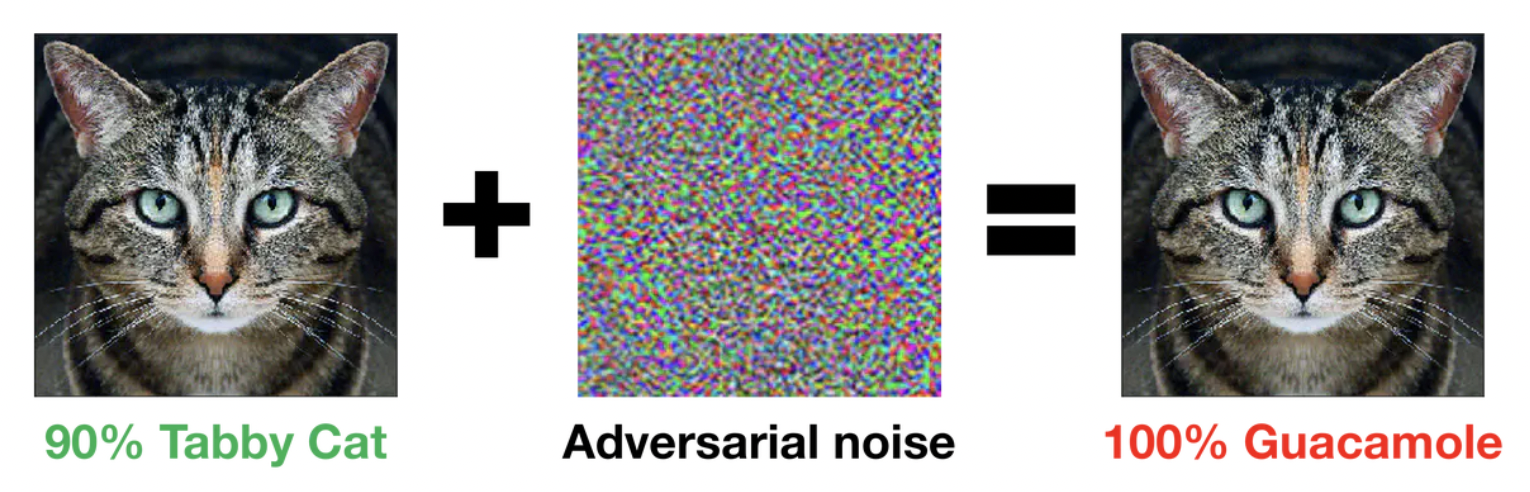 90% Tabby Cat
Adversarial noise
100% Guacamole